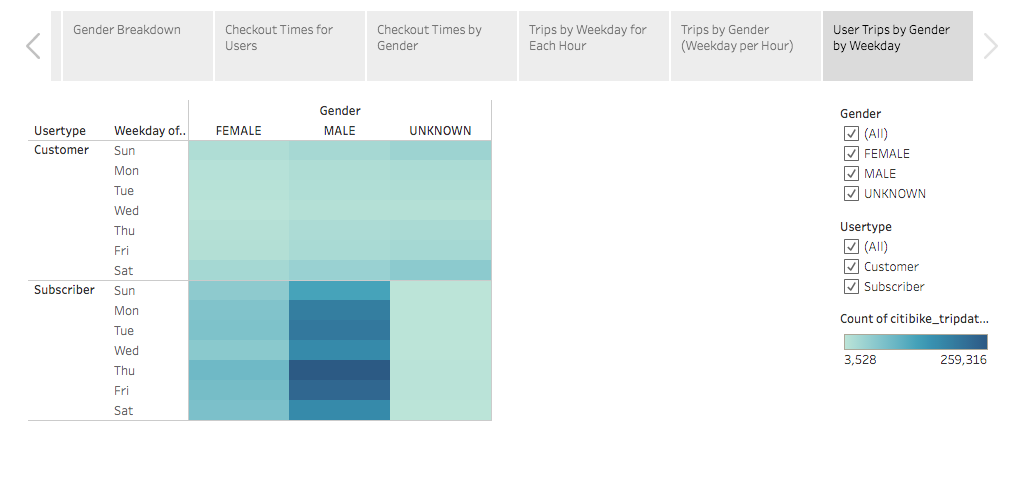 Gender Breakdown
Checkout Times for
Users
Checkout Times by
Gender
Trips by Weekday for
Each Hour
Trips by Gender
(Weekday per Hour)
User Trips by Gender
by Weekday
Gender
Usertype Weekday of.. FEMALE MALE UNKNOWN
Customer Sun
Mon
Tue
Wed
Thu
Fri
Sat
Subscriber Sun
Mon
Tue
Wed
Thu
Fri
Sat
Gender
(All)
FEMALE
MALE
UNKNOWN
Usertype
(All)
Customer
Subscriber
Count of citibike_tripdat...
3,528 259,316